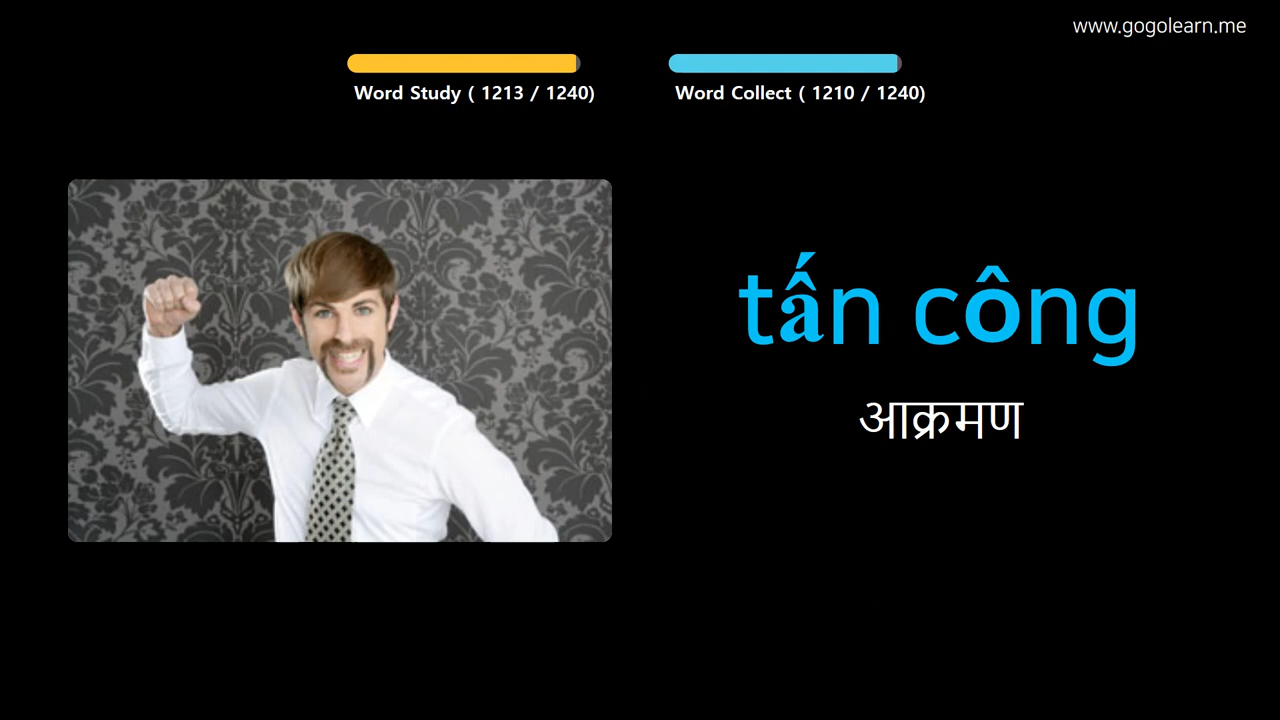 www.gogolearn.me
Word Study ( 1213 / 1240)
Word Collect ( 1210 / 1240)
tấn công
आक्रमण